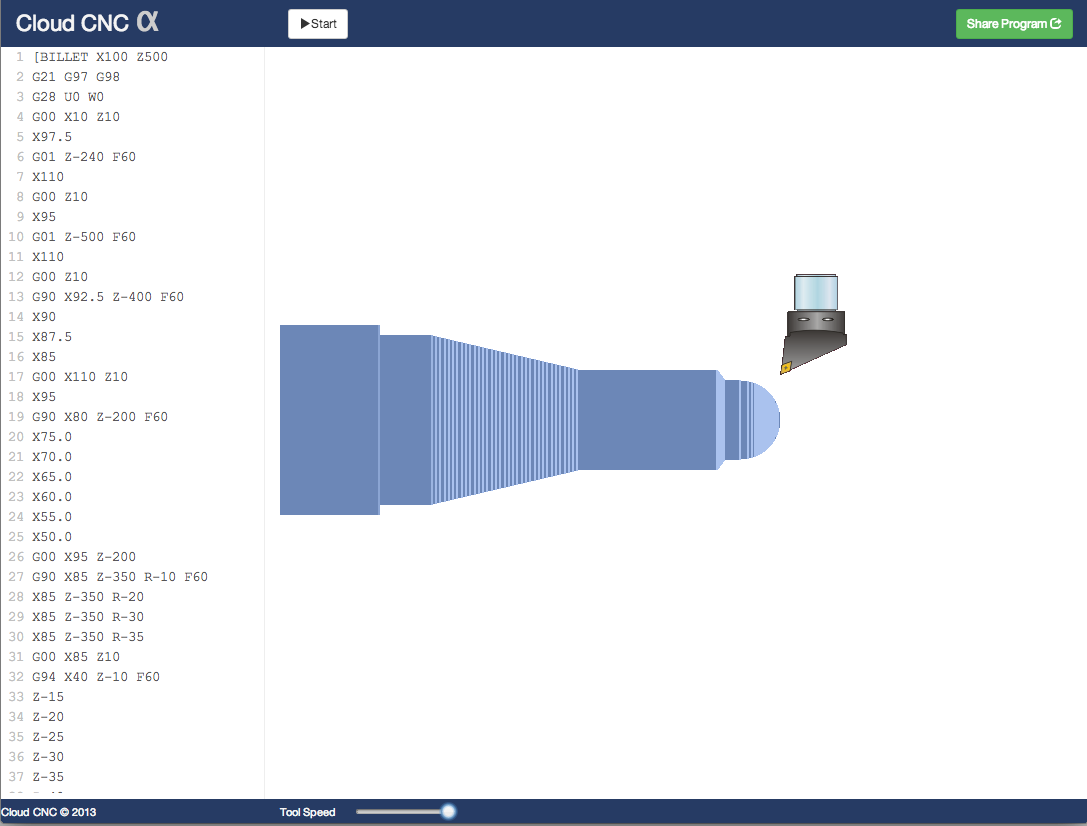 Cloud CNC α
Start
Share Program
1 [BILLET X100 Z500
2 G21 G97 G98
3 G28 U0 W0
4 G00 X10 Z10
5 X97.5
6 G01 Z-240 F60
7 X110
8 G00 Z10
9 X95
10 G01 Z-500 F60
11 X110
12 G00 Z10
13 G90 X92.5 Z-400 F60
14 X90
15 X87.5
16 X85
17 G00 X110 Z10
18 X95
19 G90 X80 Z-200 F60
20 X75.0
21 X70.0
22 X65.0
23 X60.0
24 X55.0
25 X50.0
26 G00 X95 Z-200
27 G90 X85 Z-350 R-10 F60
28 X85 Z-350 R-20
29 X85 Z-350 R-30
30 X85 Z-350 R-35
31 G00 X85 Z10
32 G94 X40 Z-10 F60
33 Z-15
34 Z-20
35 Z-25
36 Z-30
37 Z-35
Cloud CNC © 2013
Tool Speed